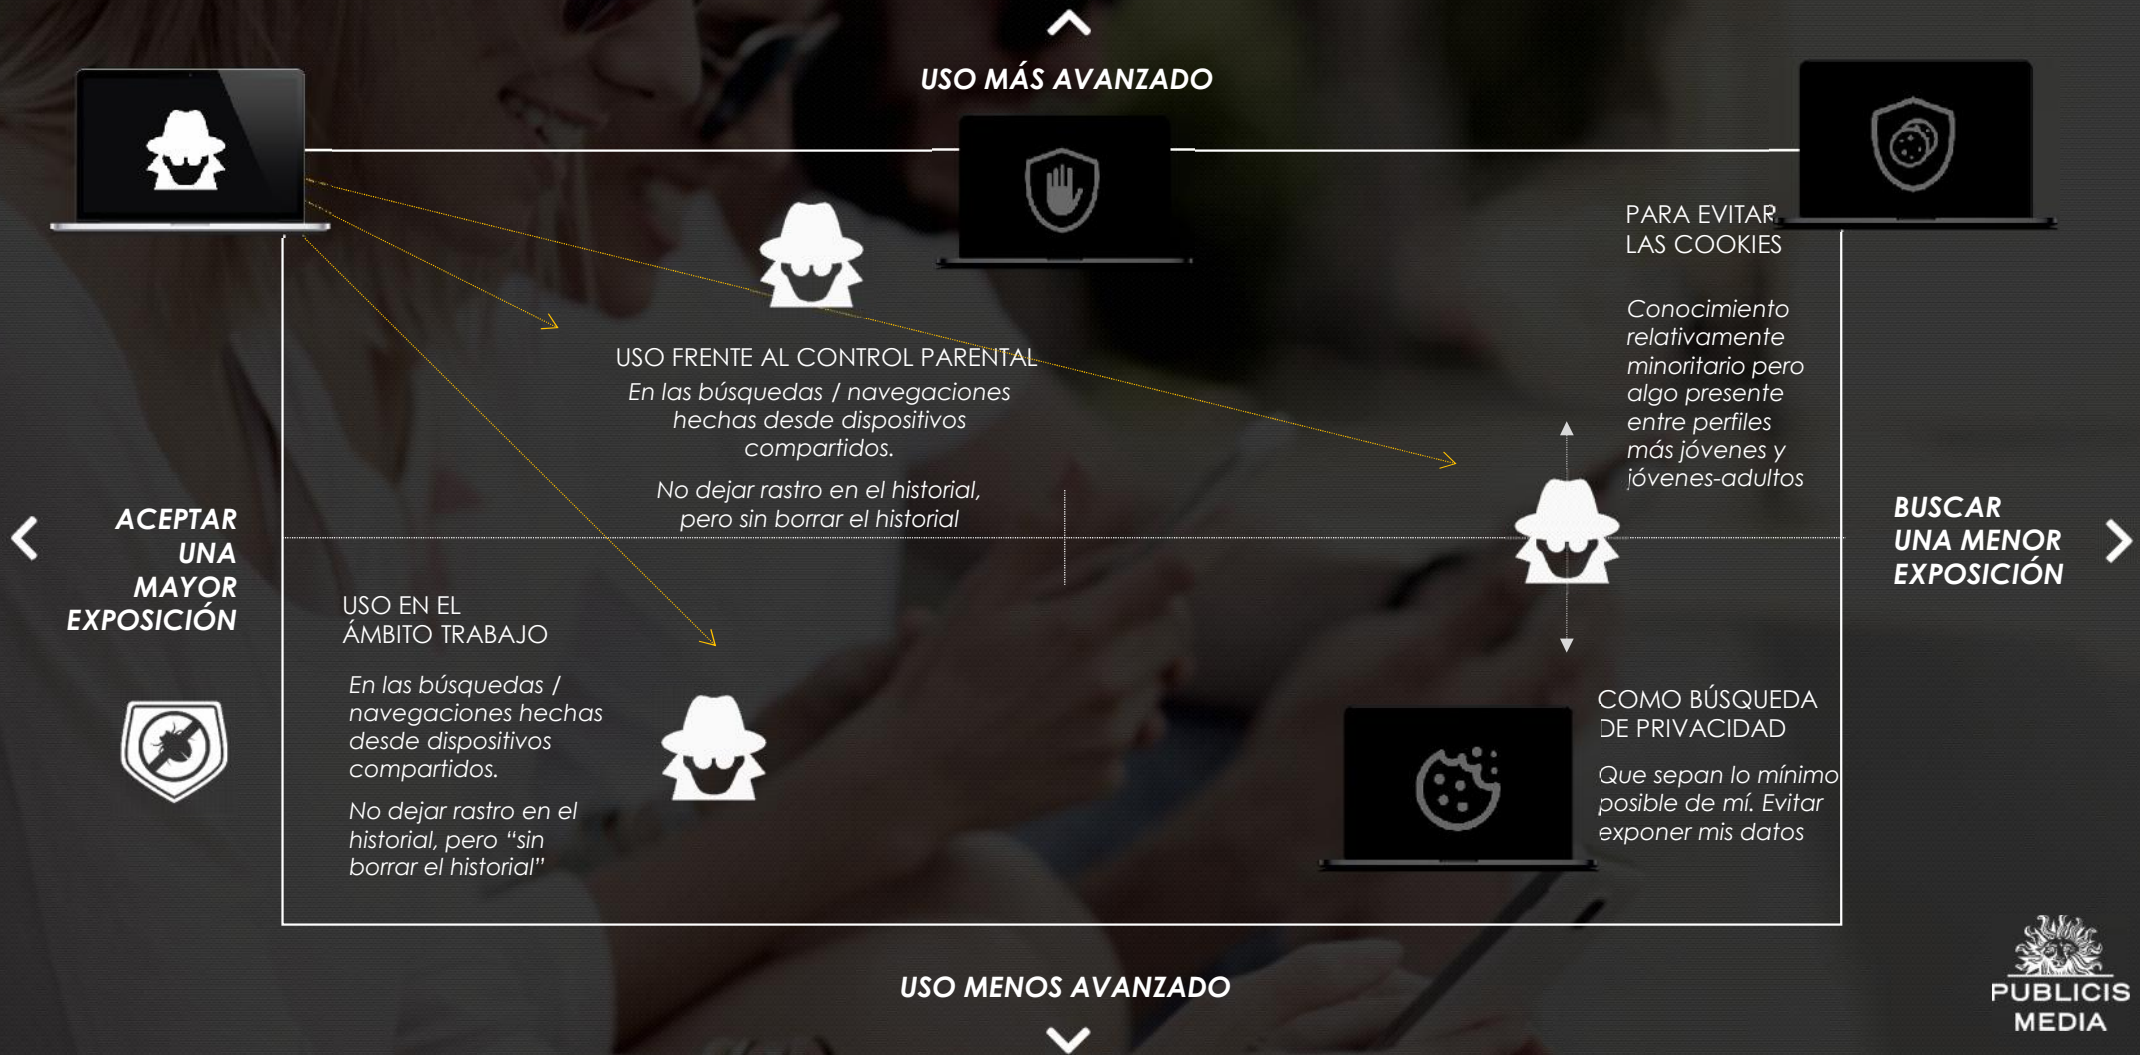 USO MÁS AVANZADO
PARA EVITAR
LAS COOKIES
Conocimiento
relativamente
minoritario pero
algo presente
entre perfiles
más jóvenes y
jóvenes-adultos
USO FRENTE AL CONTROL PARENTAL
En las búsquedas / navegaciones
hechas desde dispositivos
compartidos.
No dejar rastro en el historial,
pero sin borrar el historial
ACEPTAR
UNA
MAYOR
EXPOSICIÓN
BUSCAR
UNA MENOR
EXPOSICIÓN
USO EN EL
ÁMBITO TRABAJO
En las búsquedas /
navegaciones hechas
desde dispositivos
compartidos.
No dejar rastro en el
historial, pero “sin
borrar el historial”
COMO BÚSQUEDA
DE PRIVACIDAD
Que sepan lo mínimo
posible de mí. Evitar
exponer mis datos
USO MENOS AVANZADO
PUBLICIS
MEDIA